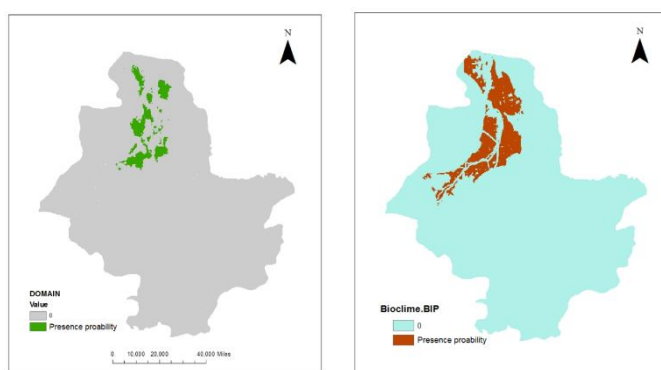 N
DOMAIN
Value
0
Presence proability
0 10,000 20,000 40,000 Miles
N
Bioclime.BIP
0
Presence proability